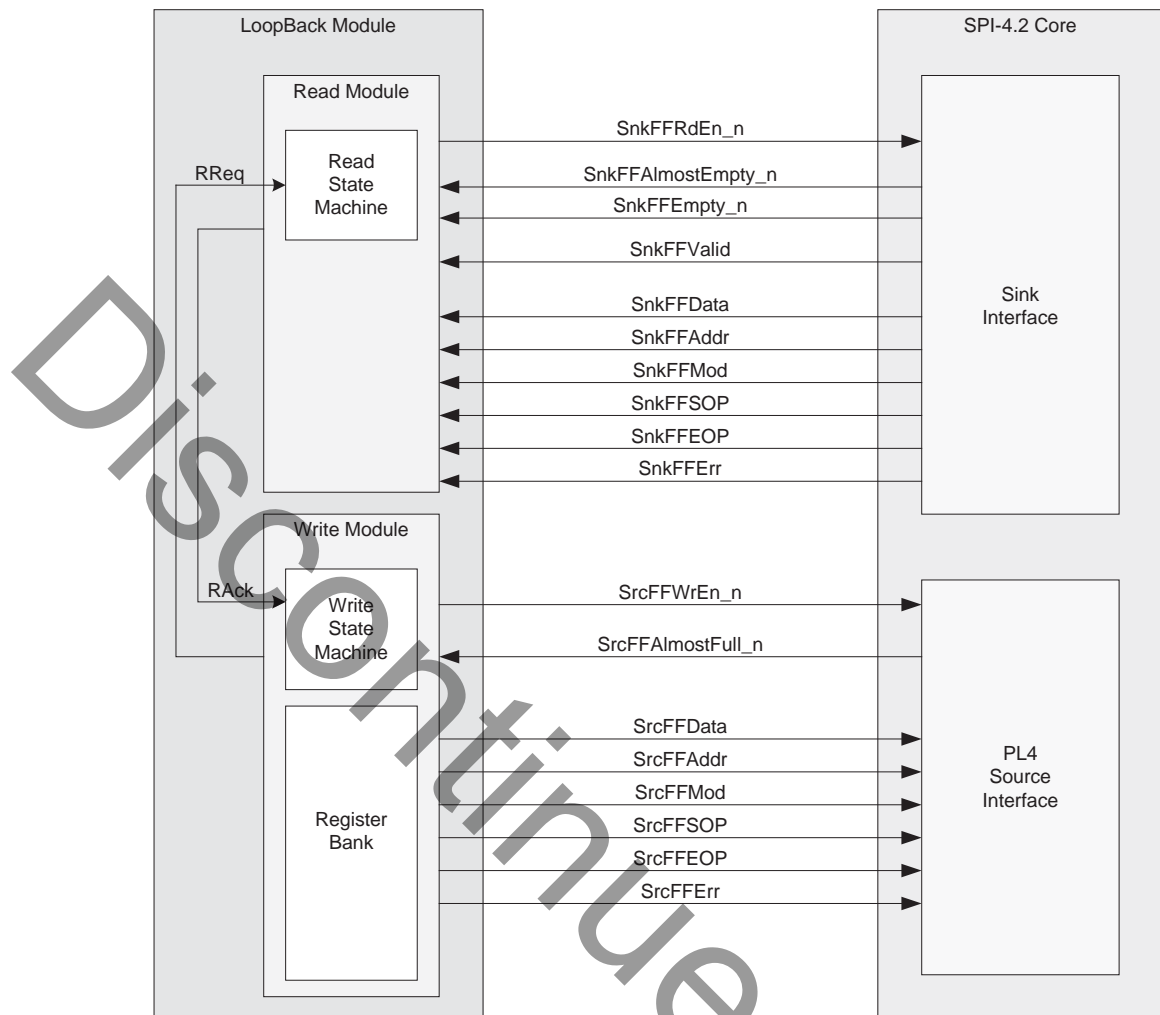 LoopBack Module
SPI-4.2 Core
Read Module
Read
State
Machine
RReq
SnkFFRdEn_n
SnkFFAlmostEmpty_n
SnkFFEmpty_n
SnkFFValid
SnkFFData
SnkFFAddr
SnkFFMod
SnkFFSOP
SnkFFEOP
SnkFFErr
Sink
Interface
Write Module
RAck
Write
State
Machine
SrcFFWrEn_n
SrcFFAlmostFull_n
Register
Bank
SrcFFData
SrcFFAddr
SrcFFMod
SrcFFSOP
SrcFFEOP
SrcFFErr
PL4
Source
Interface
Discontinue